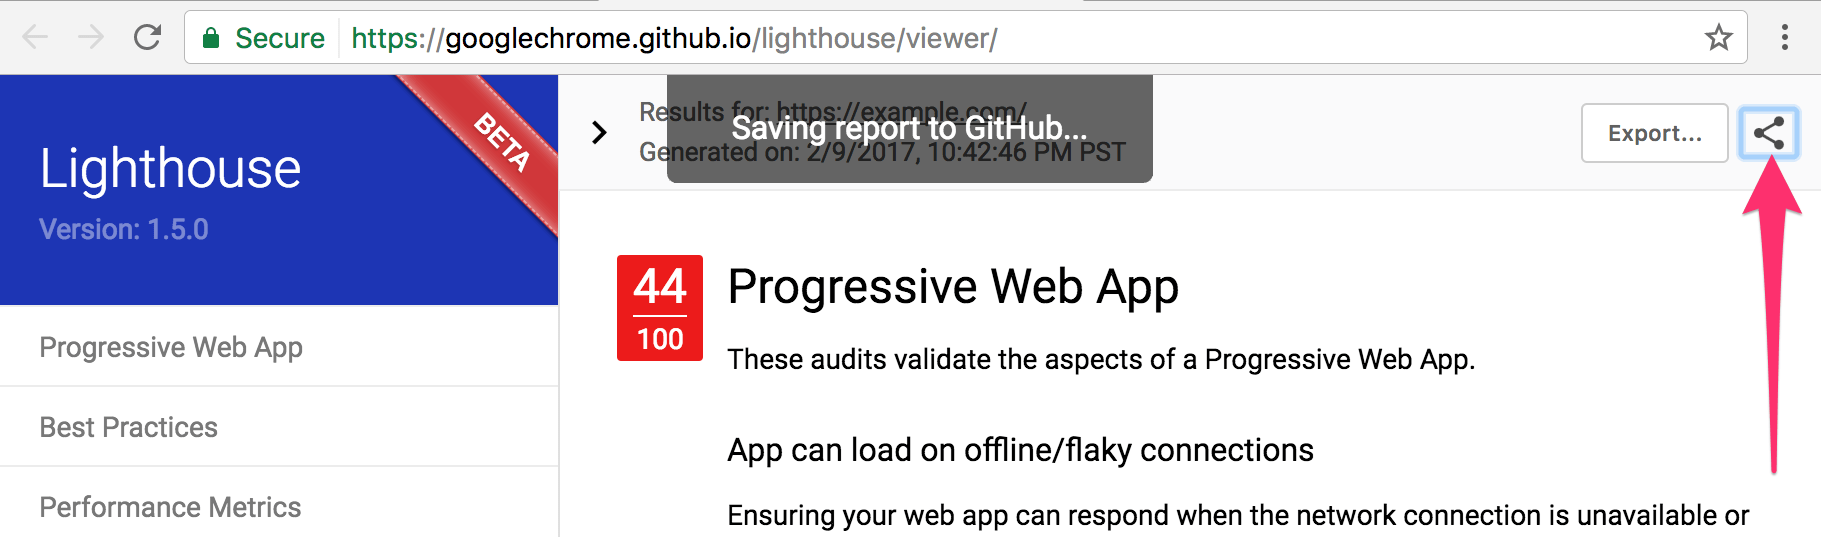 Secure https://googlechrome.github.io/lighthouse/viewer/
BETA
Lighthouse
Version: 1.5.0
Progressive Web App
Best Practices
Performance Metrics
Results for: https://example.com/
Saving report to GitHub...
Generated on: 2/9/2017, 10:42:46 PM PST
Export...
44
100
Progressive Web App
These audits validate the aspects of a Progressive Web App.
App can load on offline/flaky connections
Ensuring your web app can respond when the network connection is unavailable or